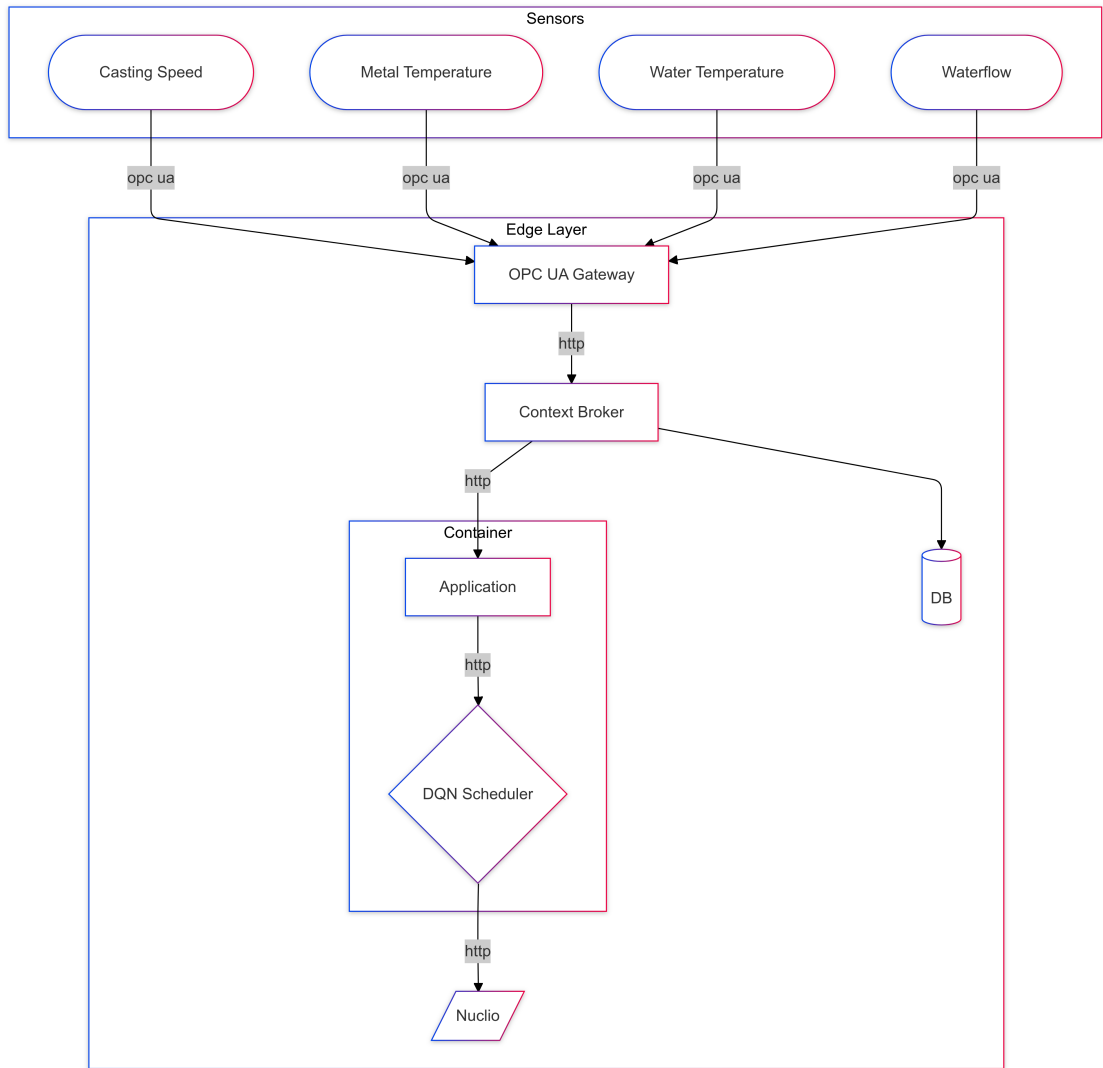 Sensors
Casting Speed
Metal Temperature
Water Temperature
Waterflow
opc ua
opc ua
opc ua
opc ua
Edge Layer
OPC UA Gateway
http
Context Broker
http
Container
Application
DB
http
DQN Scheduler
http
Nuclio